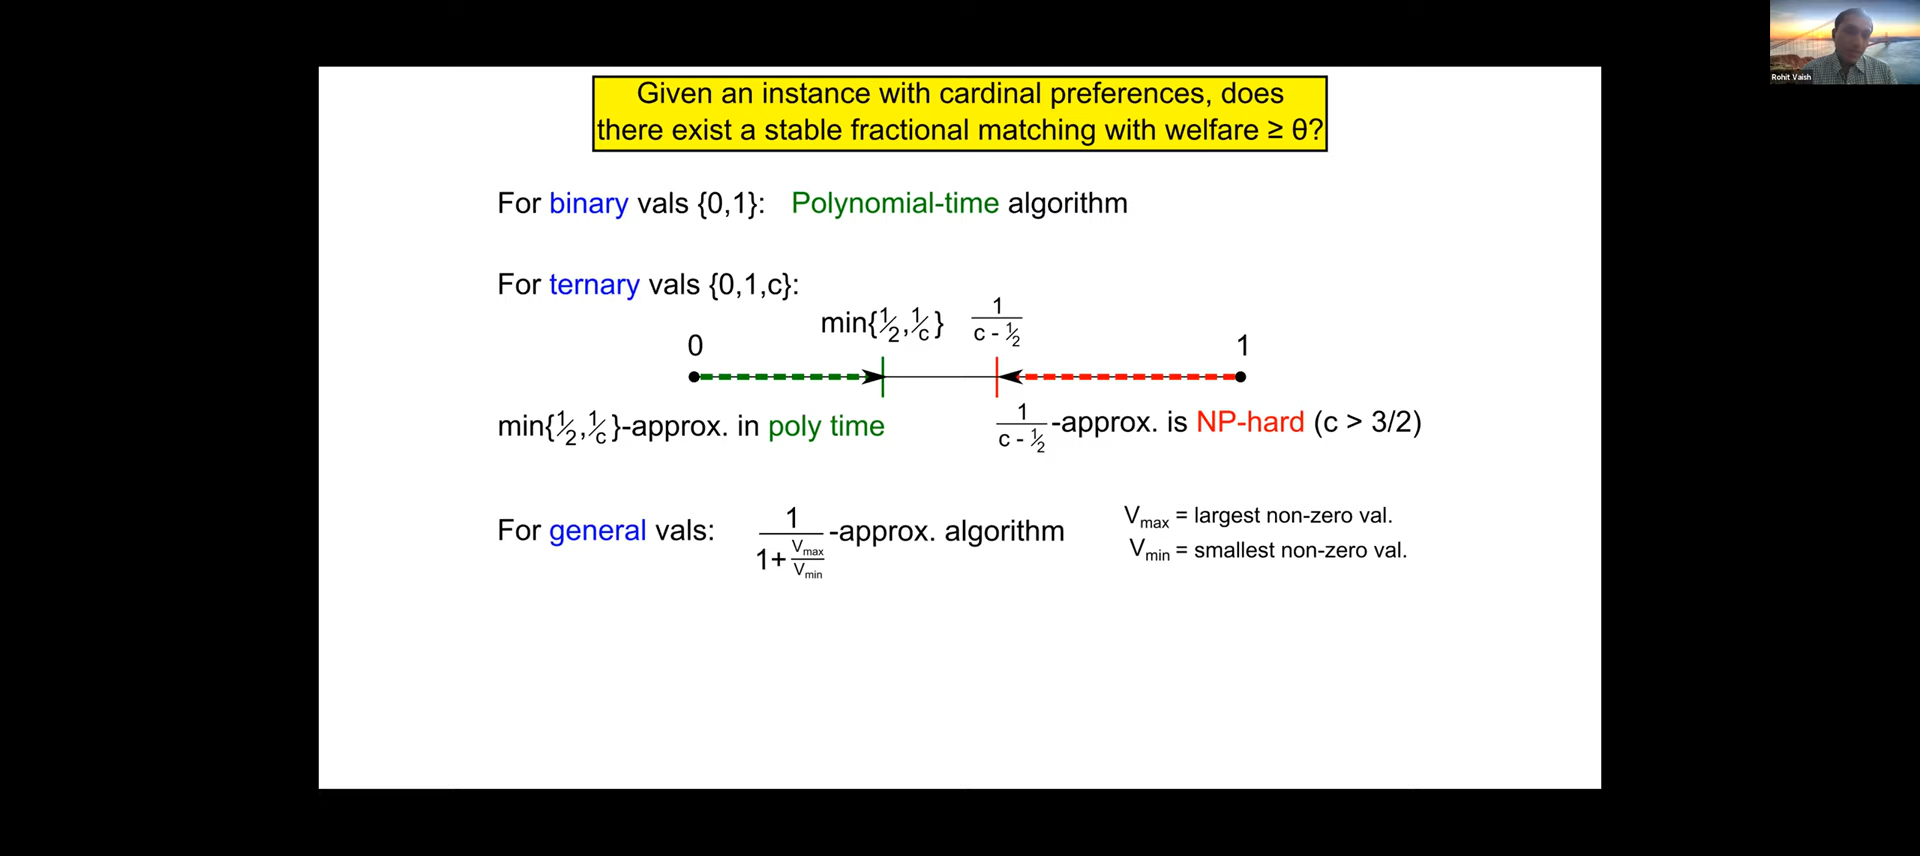 Rohit Vaish
Given an instance with cardinal preferences, does
there exist a stable fractional matching with welfare ≥ θ?
For binary vals {0,1}: Polynomial-time algorithm
For ternary vals {0,1,c}:
0 min{½,1/c} 1/(c - ½) 1
min{½,1/c}-approx. in poly time 1/(c - ½)-approx. is NP-hard (c > 3/2)
For general vals: 1/(1+Vmax/Vmin)-approx. algorithm
Vmax = largest non-zero val.
Vmin = smallest non-zero val.